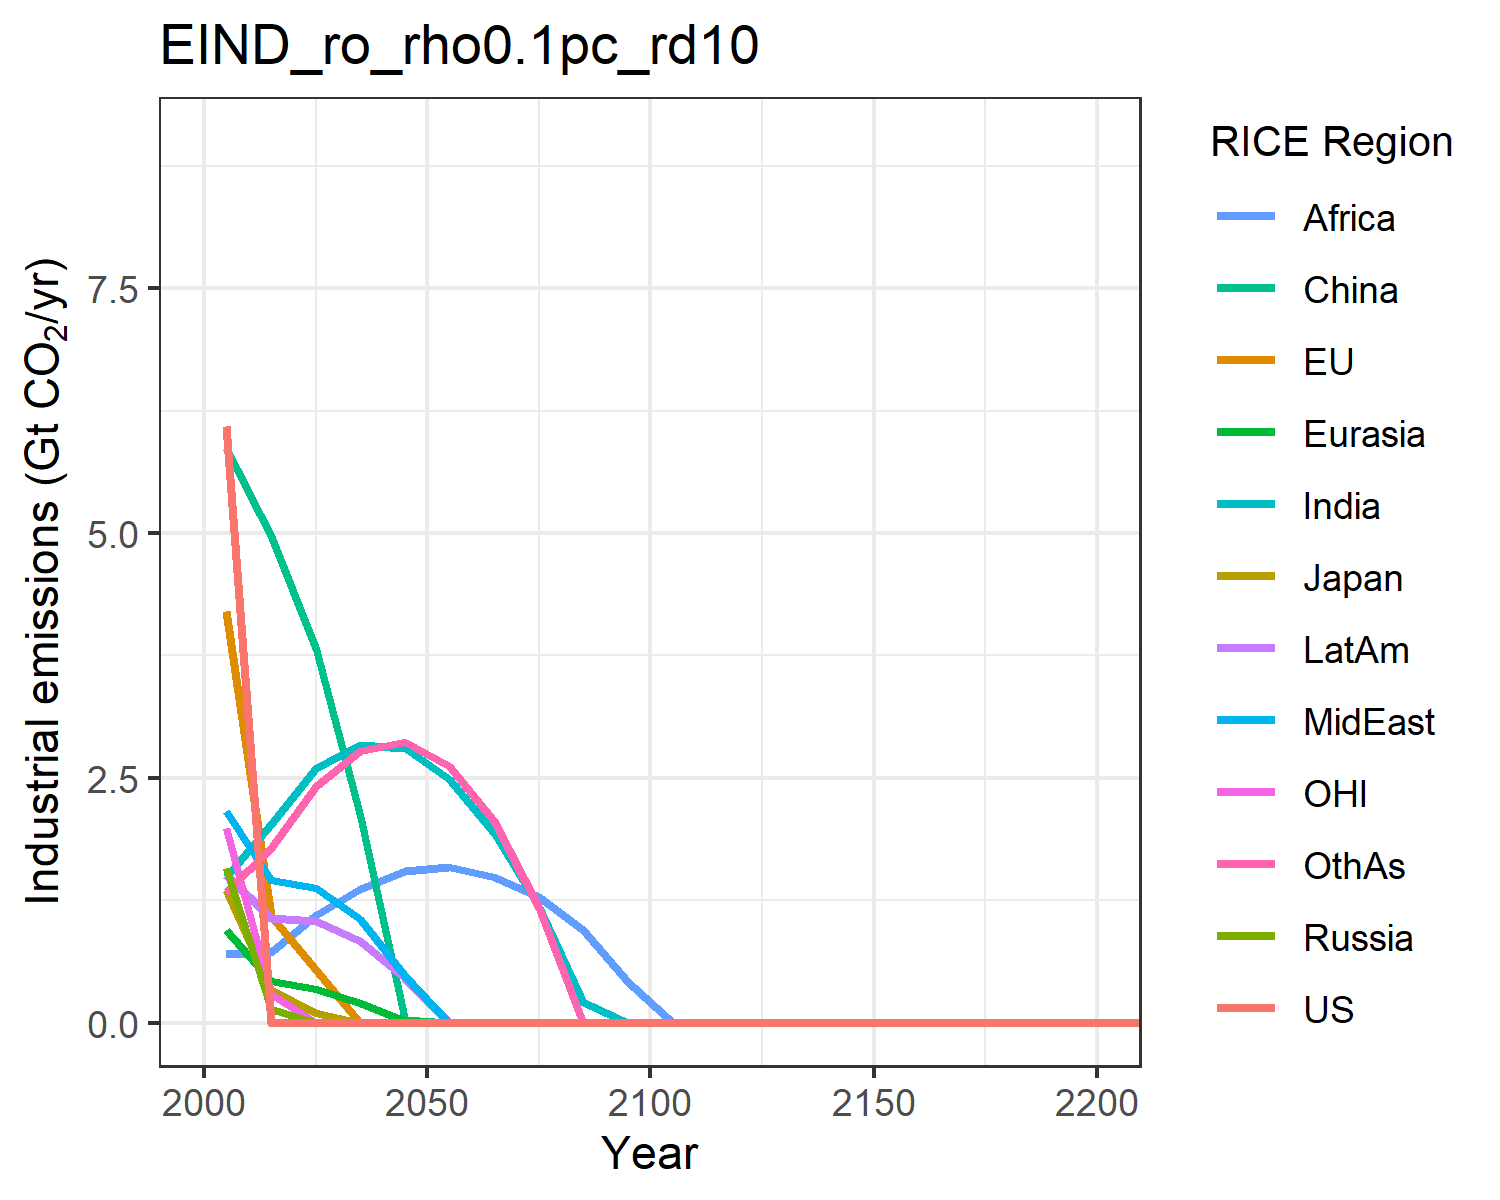 EIND_ro_rho0.1pc_rd10
Industrial emissions (Gt CO₂/yr)
7.5
5.0
2.5
0.0
2000 2050 2100 2150 2200
Year
RICE Region
Africa
China
EU
Eurasia
India
Japan
LatAm
MidEast
OHI
OthAs
Russia
US